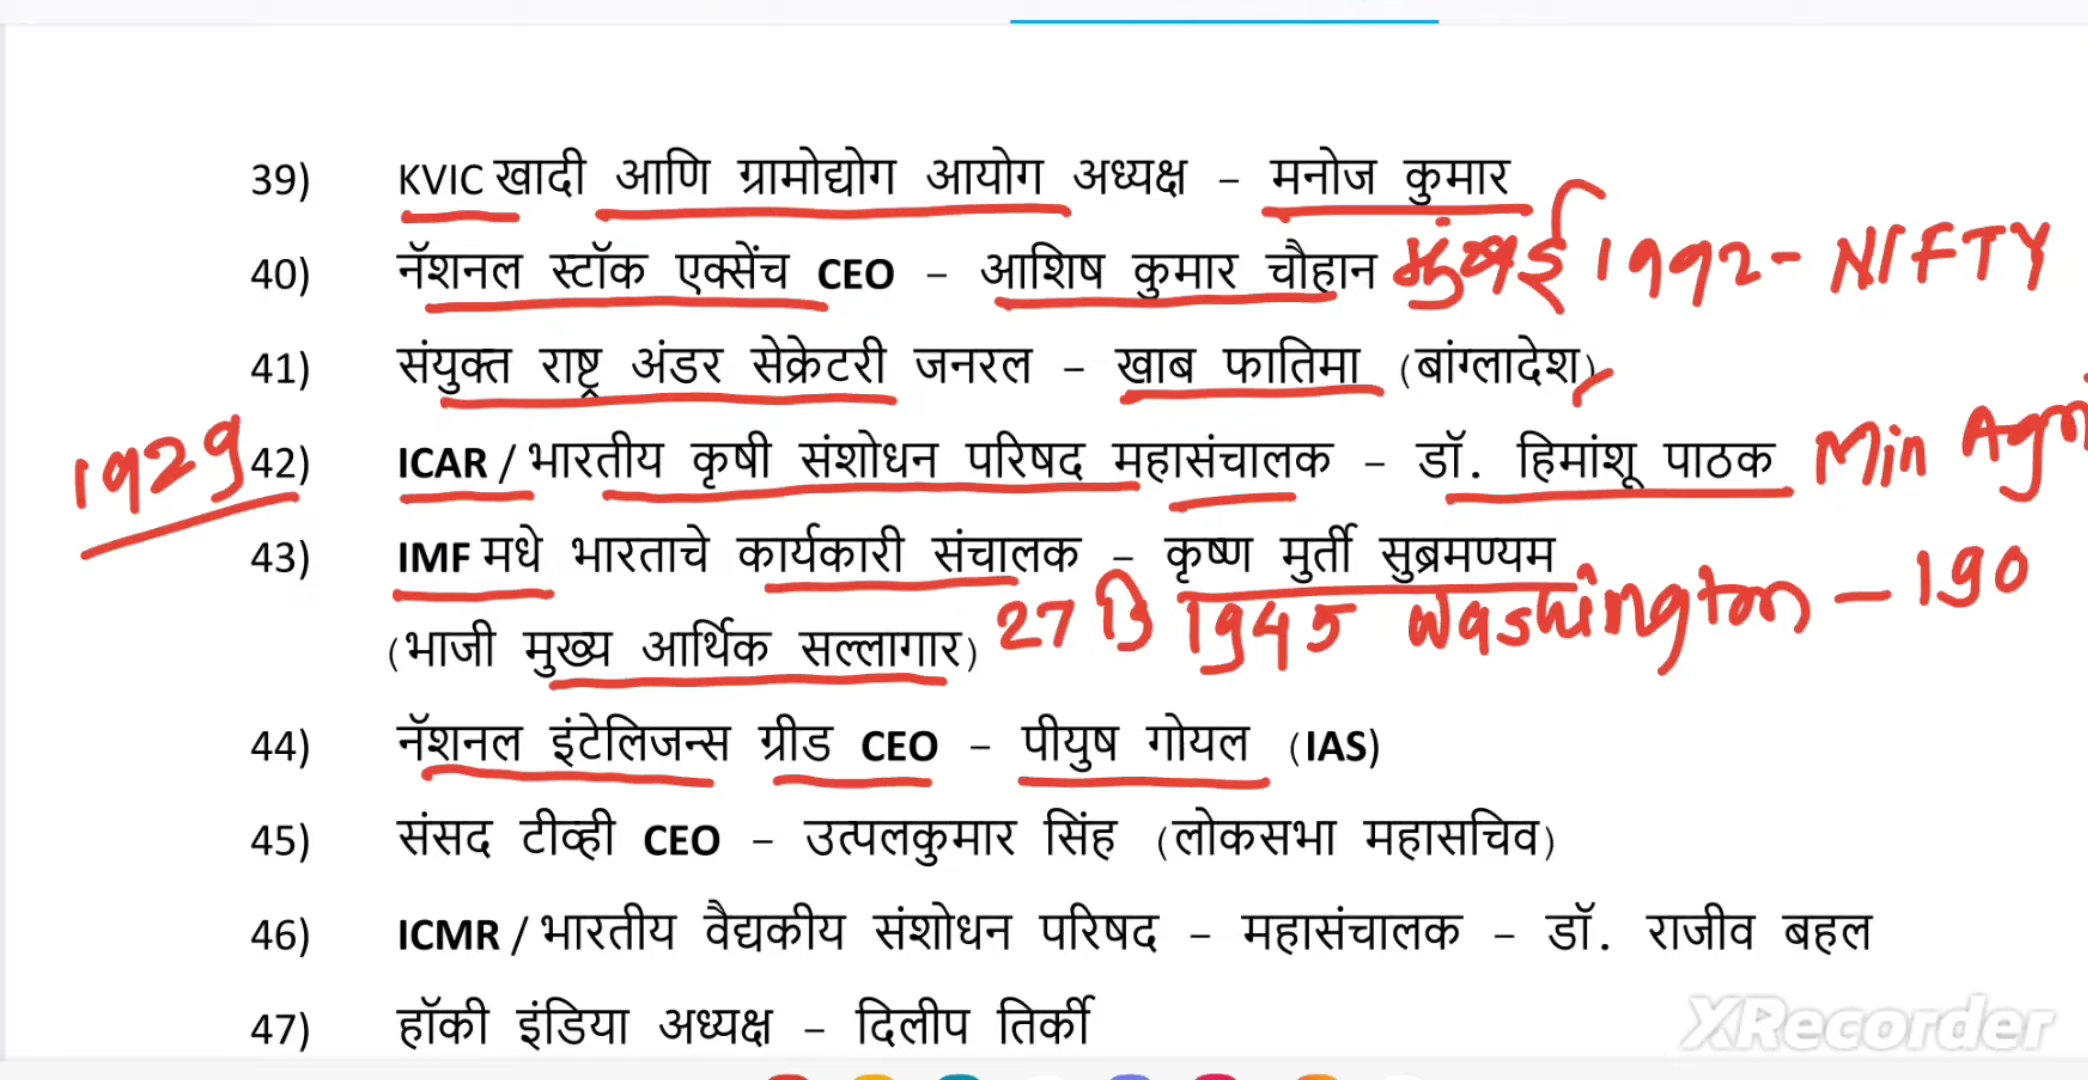 39) KVIC खादी आणि ग्रामोद्योग आयोग अध्यक्ष – मनोज कुमार
40) नॅशनल स्टॉक एक्सेंच CEO – आशिष कुमार चौहान मुंबई 1992- NIFTY
41) संयुक्त राष्ट्र अंडर सेक्रेटरी जनरल – खाब फातिमा (बांग्लादेश)
1929 42) ICAR / भारतीय कृषी संशोधन परिषद महासंचालक – डॉ. हिमांशू पाठक Min Agri
43) IMF मधे भारताचे कार्यकारी संचालक – कृष्ण मुर्ती सुब्रमण्यम
(भाजी मुख्य आर्थिक सल्लागार) 27 डि 1945 Washington – 190
44) नॅशनल इंटेलिजन्स ग्रीड CEO – पीयुष गोयल (IAS)
45) संसद टीव्ही CEO – उत्पलकुमार सिंह (लोकसभा महासचिव)
46) ICMR / भारतीय वैद्यकीय संशोधन परिषद – महासंचालक – डॉ. राजीव बहल
47) हॉकी इंडिया अध्यक्ष – दिलीप तिर्की
XRecorder